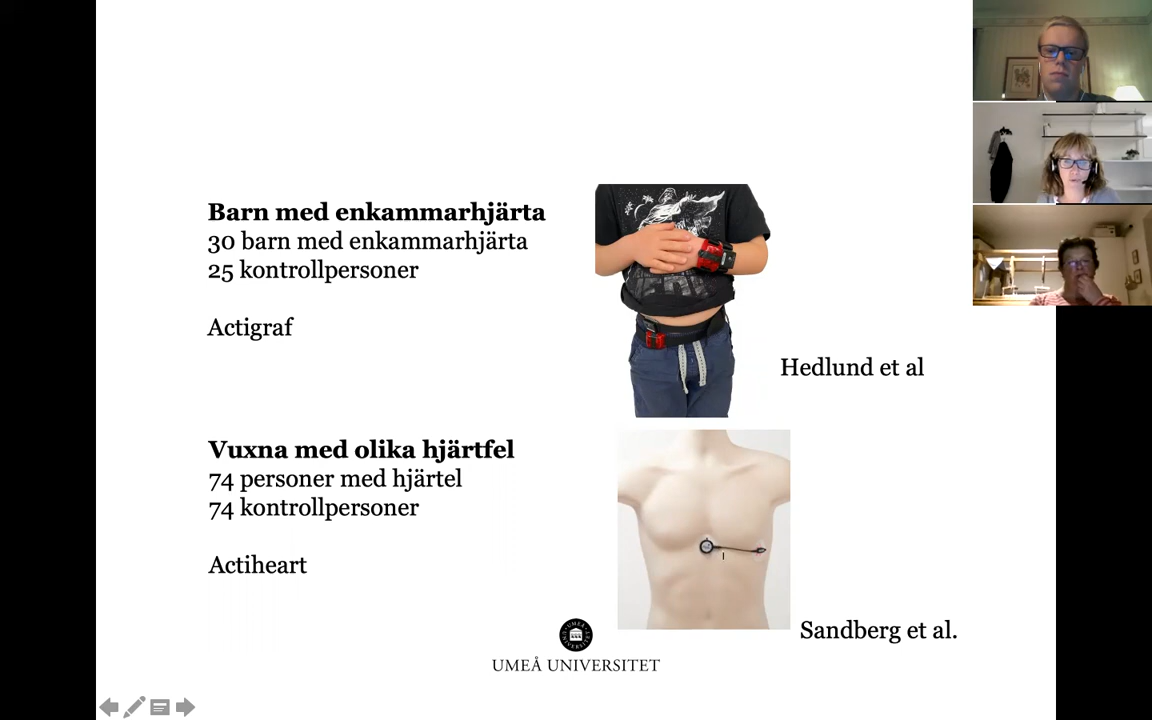 Barn med enkammarhjärta
30 barn med enkammarhjärta
25 kontrollpersoner
Actigraf
Hedlund et al
Vuxna med olika hjärtfel
74 personer med hjärtel
74 kontrollpersoner
Actiheart
Sandberg et al.
UMEÅ UNIVERSITET